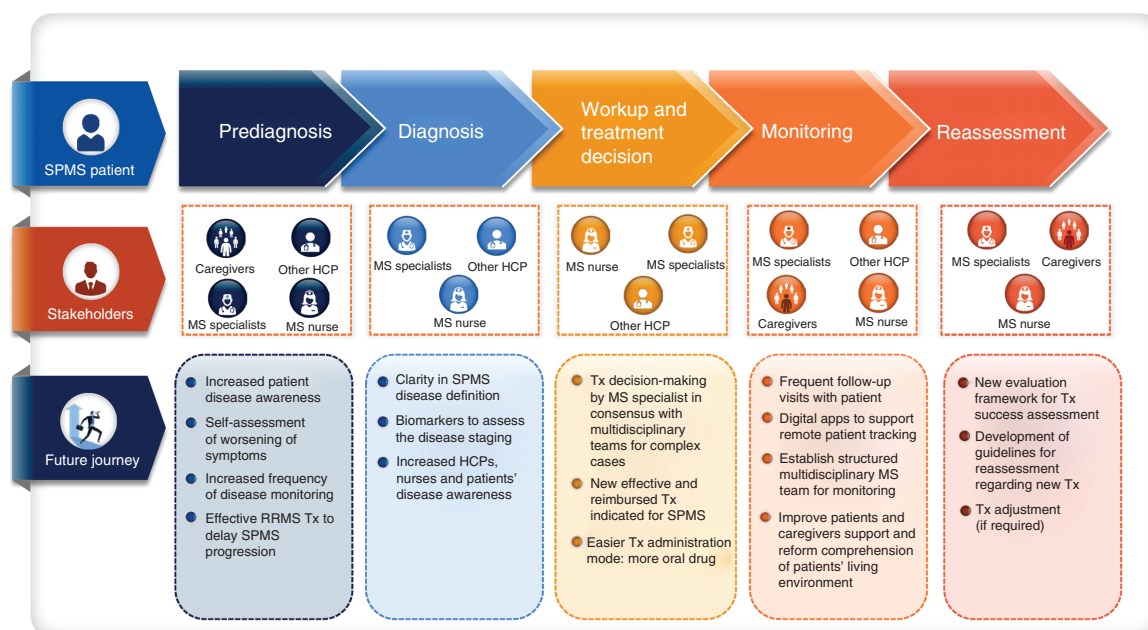 SPMS patient
Prediagnosis
Diagnosis
Workup and
treatment
decision
Monitoring
Reassessment
Stakeholders
Caregivers
Other HCP
MS specialists
MS nurse
MS specialists
Other HCP
MS nurse
MS nurse
MS specialists
Other HCP
MS specialists
Other HCP
Caregivers
MS nurse
MS specialists
Caregivers
MS nurse
Future journey
Increased patient
disease awareness
Self-assessment
of worsening of
symptoms
Increased frequency
of disease monitoring
Effective RRMS Tx to
delay SPMS
progression
Clarity in SPMS
disease definition
Biomarkers to assess
the disease staging
Increased HCPs,
nurses and patients'
disease awareness
Tx decision-making
by MS specialist in
consensus with
multidisciplinary
teams for complex
cases
New effective and
reimbursed Tx
indicated for SPMS
Easier Tx administration
mode: more oral drug
Frequent follow-up
visits with patient
Digital apps to support
remote patient tracking
Establish structured
multidisciplinary MS
team for monitoring
Improve patients and
caregivers support and
reform comprehension
of patients' living
environment
New evaluation
framework for Tx
success assessment
Development of
guidelines for
reassessment
regarding new Tx
Tx adjustment
(if required)